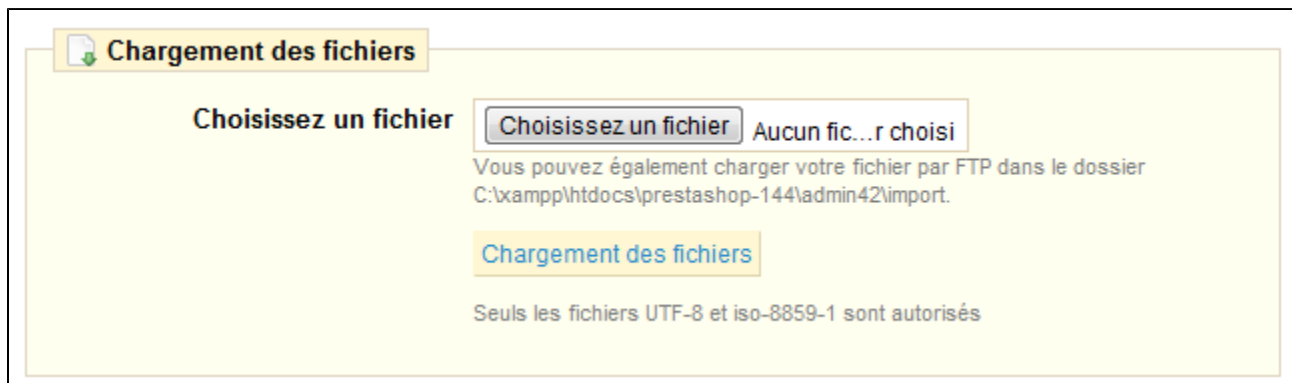 Chargement des fichiers
Choisissez un fichier Choisissez un fichier Aucun fic...r choisi
Vous pouvez également charger votre fichier par FTP dans le dossier
C:\xampp\htdocs\prestashop-144\admin42\import.
Chargement des fichiers
Seuls les fichiers UTF-8 et iso-8859-1 sont autorisés